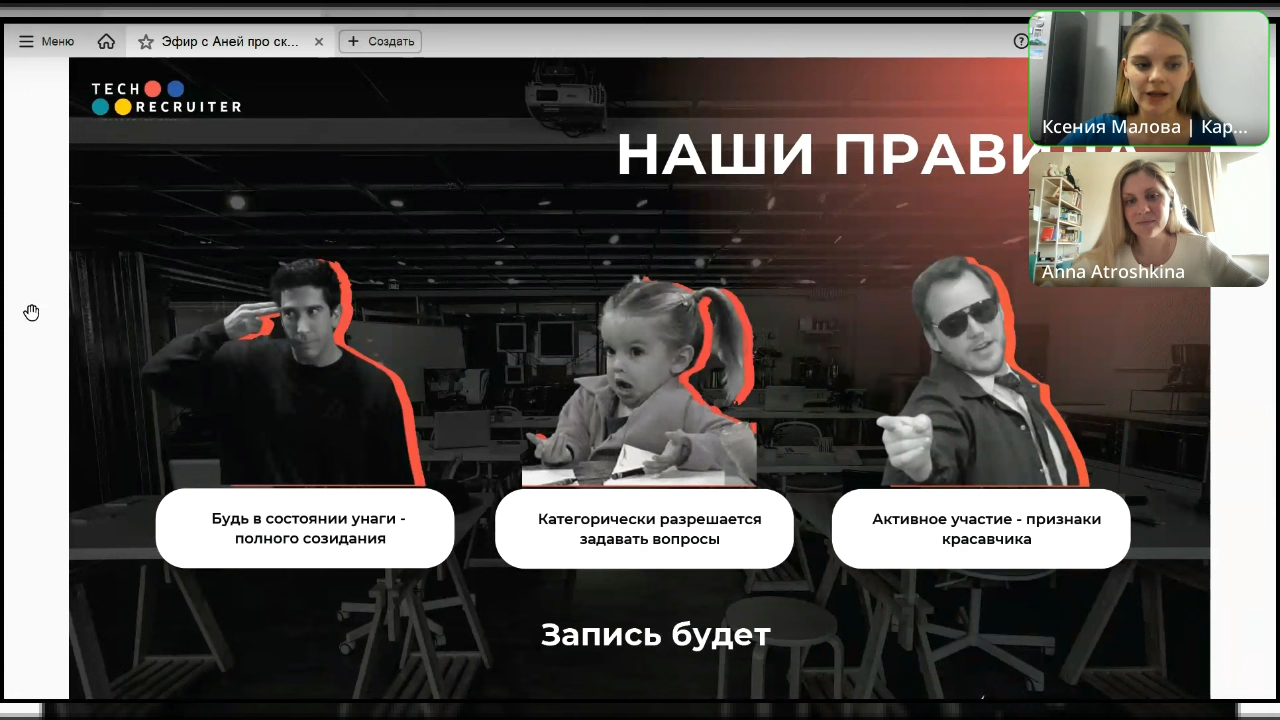 Меню
Эфир с Аней про ск...
Создать
TECH
RECRUITER
НАШИ ПРАВИЛА
Ксения Малова | Кар...
Anna Atroshkina
Будь в состоянии унаги -
полного созидания
Категорически разрешается
задавать вопросы
Активное участие - признаки
красавчика
Запись будет